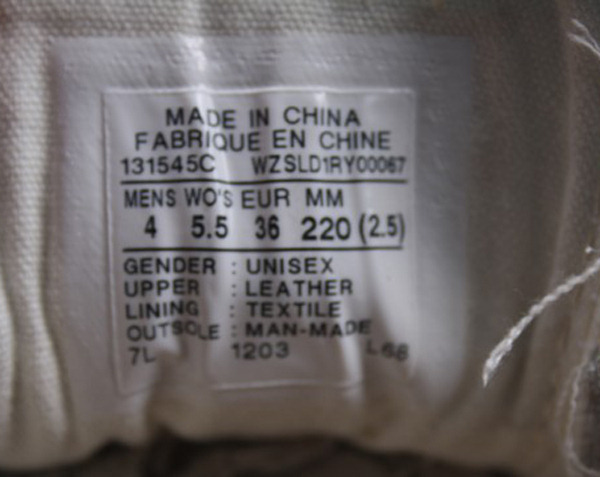 MADE IN CHINA
FABRIQUE EN CHINE
131545C WZSLD1RY00067
MENS WO'S EUR MM
4 5.5 36 220 (2.5)
GENDER : UNISEX
UPPER : LEATHER
LINING : TEXTILE
OUTSOLE : MAN-MADE
7L 1203 L68